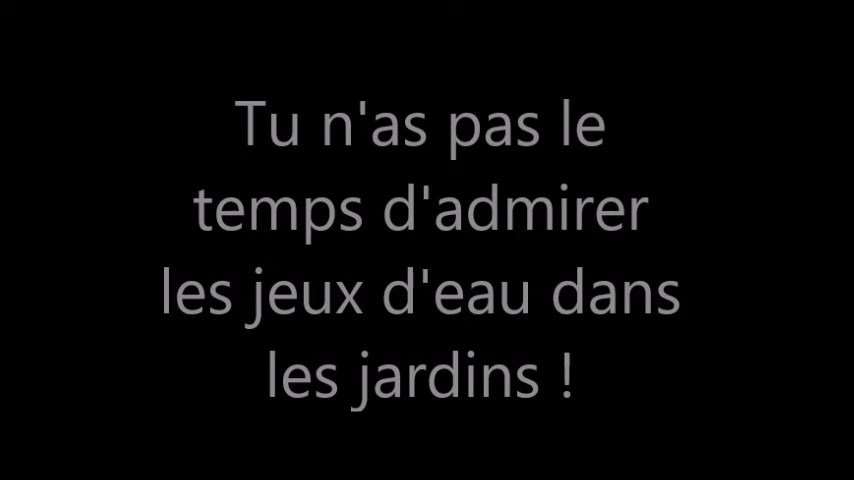 Tu n'as pas le
temps d'admirer
les jeux d'eau dans
les jardins !